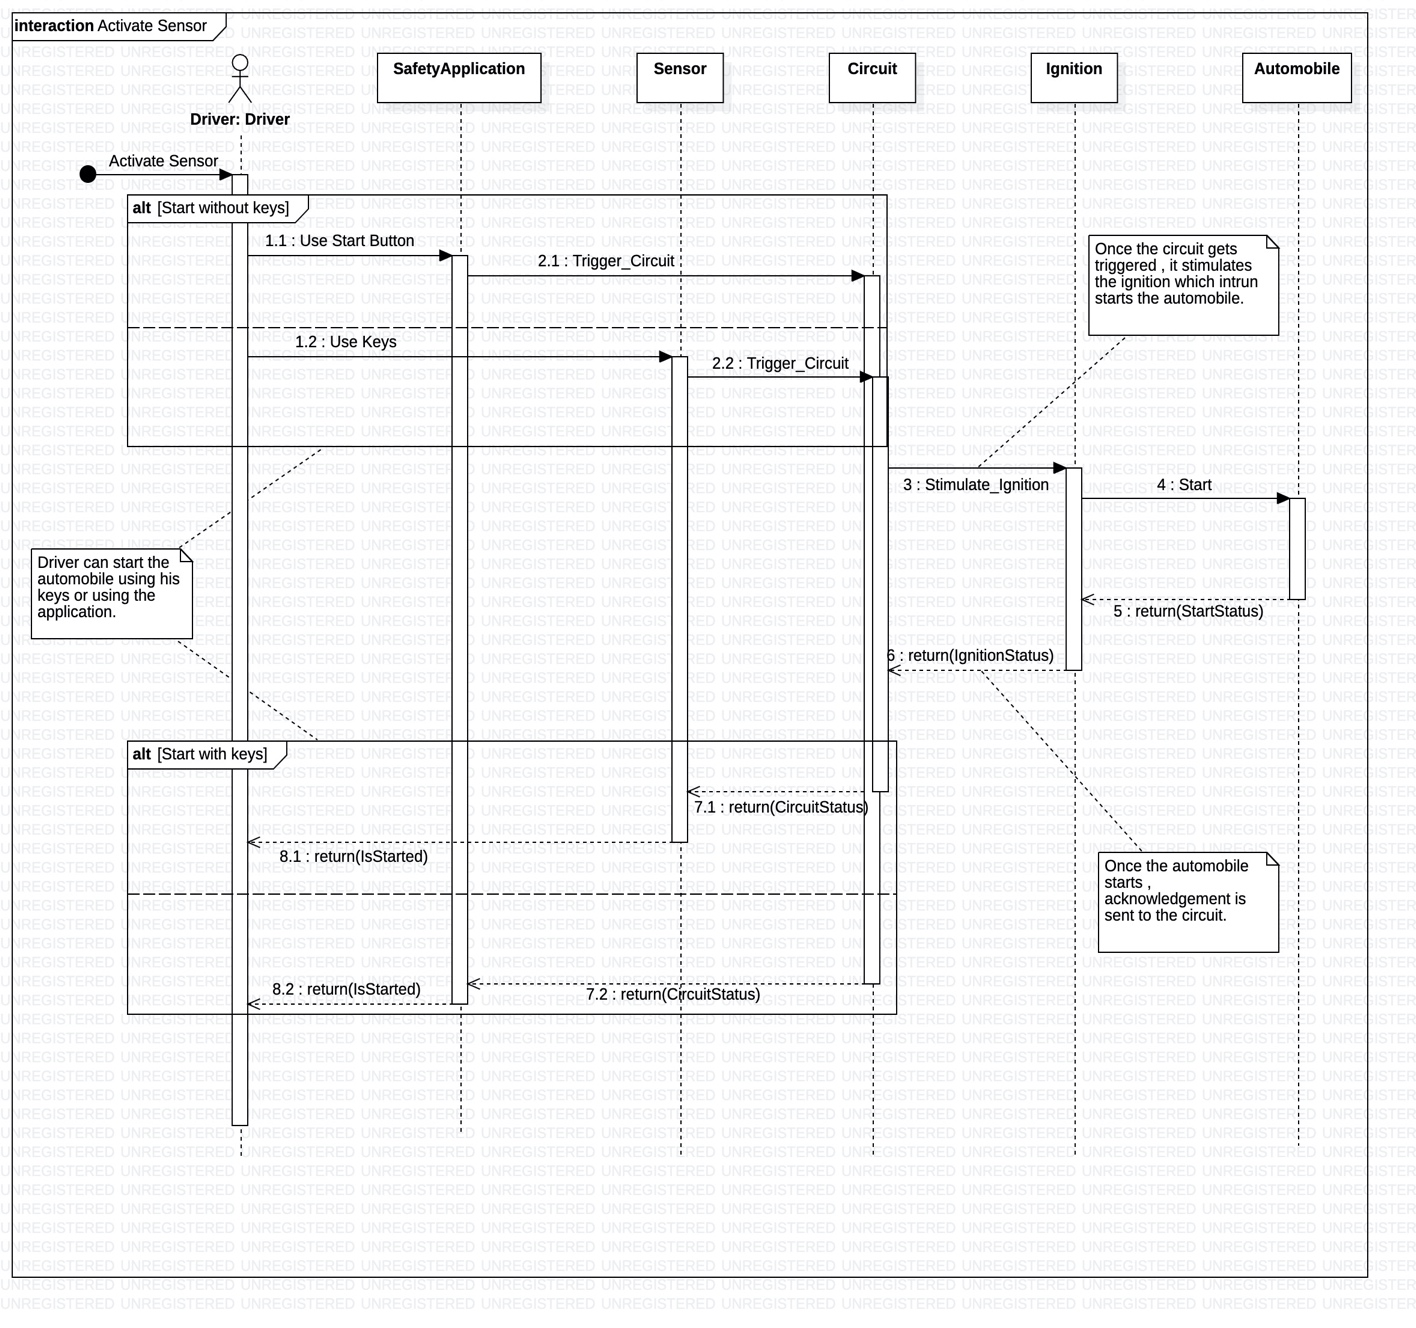 interaction Activate Sensor
SafetyApplication
Sensor
Circuit
Ignition
Automobile
Driver: Driver
Activate Sensor
alt [Start without keys]
1.1 : Use Start Button
2.1 : Trigger_Circuit
Once the circuit gets
triggered , it stimulates
the ignition which intrun
starts the automobile.
1.2 : Use Keys
2.2 : Trigger_Circuit
3 : Stimulate_Ignition
4 : Start
Driver can start the
automobile using his
keys or using the
application.
5 : return(StartStatus)
6 : return(IgnitionStatus)
alt [Start with keys]
7.1 : return(CircuitStatus)
8.1 : return(IsStarted)
Once the automobile
starts ,
acknowledgement is
sent to the circuit.
8.2 : return(IsStarted)
7.2 : return(CircuitStatus)
UNREGISTERED